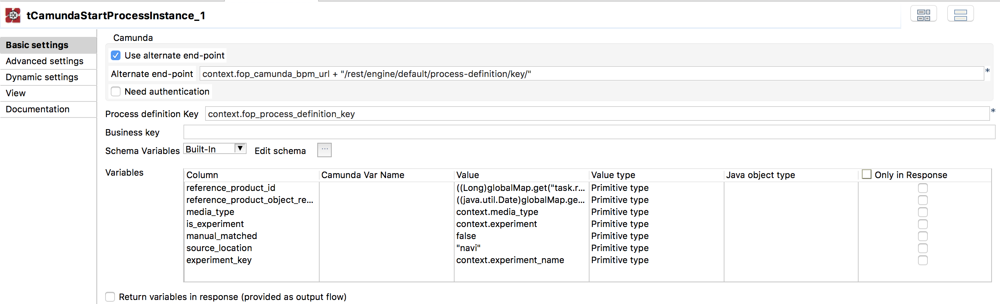 tCamundaStartProcessInstance_1
Basic settings
Advanced settings
Dynamic settings
View
Documentation
Camunda
Use alternate end-point
Alternate end-point context.fop_camunda_bpm_url + "/rest/engine/default/process-definition/key/" *
Need authentication
Process definition Key context.fop_process_definition_key *
Business key
Schema Variables Built-In Edit schema ...
Variables
Column Camunda Var Name Value Value type Java object type Only in Response
reference_product_id ((Long)globalMap.get("task.r... Primitive type
reference_product_object_re... ((java.util.Date)globalMap.ge... Primitive type
media_type context.media_type Primitive type
is_experiment context.experiment Primitive type
manual_matched false Primitive type
source_location "navi" Primitive type
experiment_key context.experiment_name Primitive type
Return variables in response (provided as output flow)